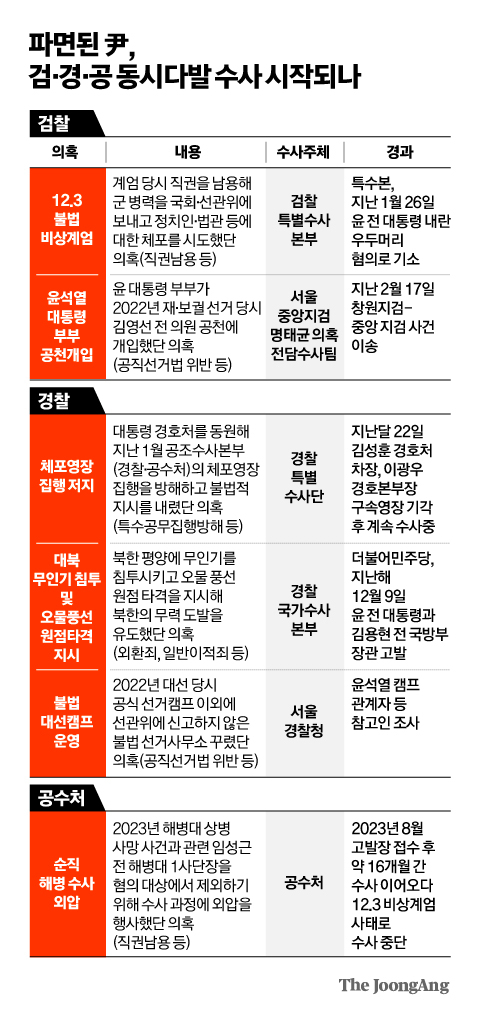 파면된 尹,
검·경·공 동시다발 수사 시작되나
검찰
의혹
내용
수사주체
경과
12.3
불법
비상계엄
계엄 당시 직권을 남용해
군 병력을 국회·선관위에
보내고 정치인·법관 등에
대한 체포를 시도했단
의혹(직권남용 등)
검찰
특별수사
본부
특수본,
지난 1월 26일
윤 전 대통령 내란
우두머리
혐의로 기소
윤석열
대통령
부부
공천개입
윤 대통령 부부가
2022년 재·보궐 선거 당시
김영선 전 의원 공천에
개입했단 의혹
(공직선거법 위반 등)
서울
중앙지검
명태균 의혹
전담수사팀
지난 2월 17일
창원지검–
중앙 지검 사건
이송
경찰
체포영장
집행 저지
대통령 경호처를 동원해
지난 1월 공조수사본부
(경찰·공수처)의 체포영장
집행을 방해하고 불법적
지시를 내렸단 의혹
(특수공무집행방해 등)
경찰
특별
수사단
지난달 22일
김성훈 경호처
차장, 이광우
경호본부장
구속영장 기각
후 계속 수사중
대북
무인기 침투
및
오물풍선
원점타격
지시
북한 평양에 무인기를
침투시키고 오물 풍선
원점 타격을 지시해
북한의 무력 도발을
유도했단 의혹
(외환죄, 일반이적죄 등)
경찰
국가수사
본부
더불어민주당,
지난해
12월 9일
윤 전 대통령과
김용현 전 국방부
장관 고발
불법
대선캠프
운영
2022년 대선 당시
공식 선거캠프 이외에
선관위에 신고하지 않은
불법 선거사무소 꾸렸단
의혹(공직선거법 위반 등)
서울
경찰청
윤석열 캠프
관계자 등
참고인 조사
공수처
순직
해병 수사
외압
2023년 해병대 상병
사망 사건과 관련 임성근
전 해병대 1사단장을
혐의 대상에서 제외하기
위해 수사 과정에 외압을
행사했단 의혹
(직권남용 등)
공수처
2023년 8월
고발장 접수 후
약 16개월 간
수사 이어오다
12.3 비상계엄
사태로
수사 중단
The JoongAng